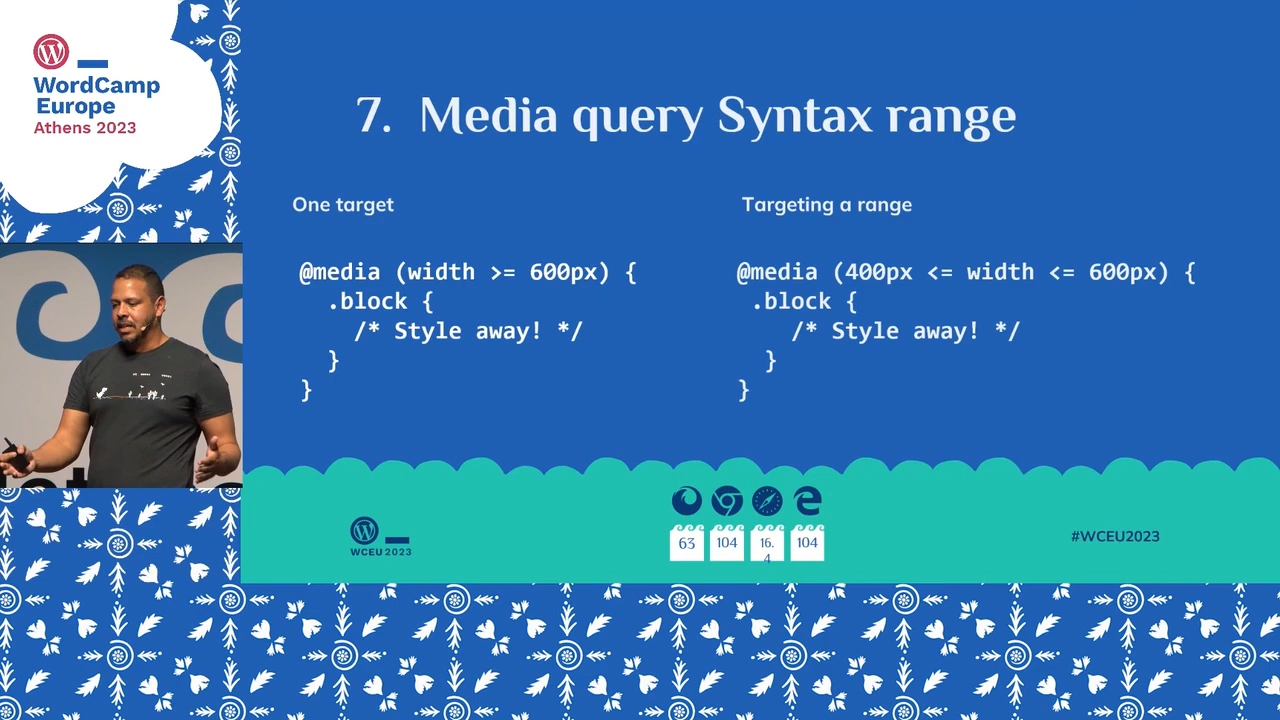 WordCamp
Europe
Athens 2023
7. Media query Syntax range
One target
@media (width >= 600px) {
  .block {
    /* Style away! */
  }
}
Targeting a range
@media (400px <= width <= 600px) {
  .block {
    /* Style away! */
  }
}
WCEU 2023
63
104
16.
4
104
#WCEU2023